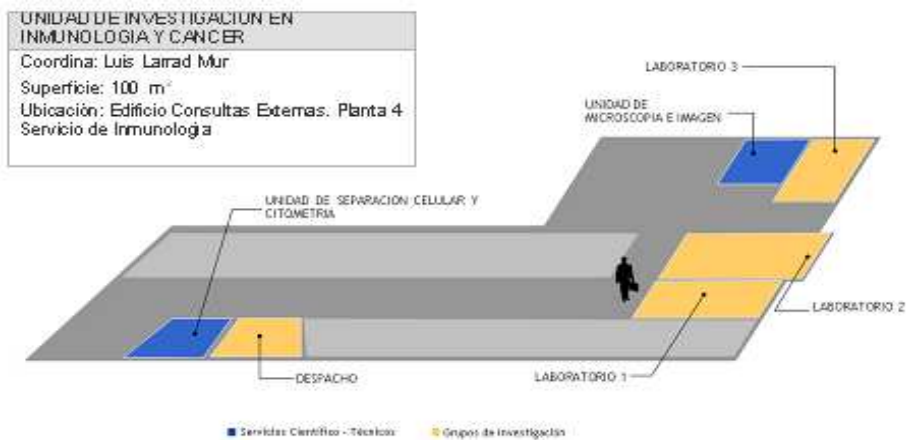 UNIDAD DE INVESTIGACION EN
INMUNOLOGIA Y CANCER
Coordina: Luis Larrad Mur
Superficie: 100 m²
Ubicación: Edificio Consultas Externas. Planta 4
Servicio de Inmunologia
LABORATORIO 3
UNIDAD DE
MICROSCOPIA E IMAGEN
UNIDAD DE SEPARACION CELULAR Y
CITOMETRIA
LABORATORIO 2
DESPACHO
LABORATORIO 1
Servicios Científico - Técnicos
Grupos de investigación